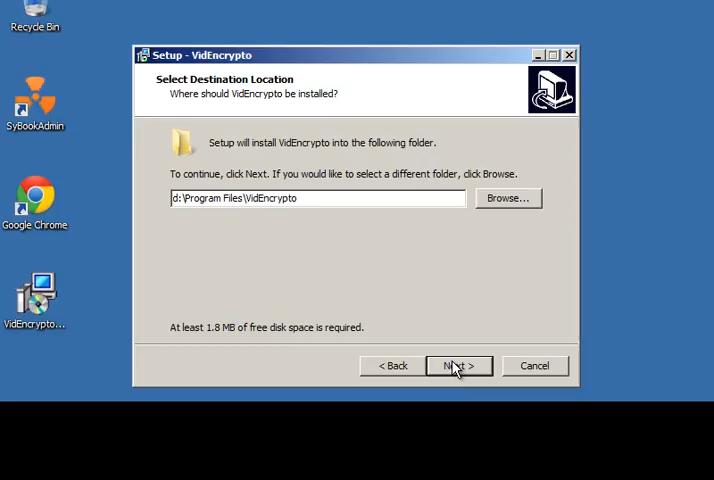 Recycle Bin
SyBookAdmin
Google Chrome
VidEncrypto...
Setup - VidEncrypto
Select Destination Location
Where should VidEncrypto be installed?
Setup will install VidEncrypto into the following folder.
To continue, click Next. If you would like to select a different folder, click Browse.
d:\Program Files\VidEncrypto
Browse...
At least 1.8 MB of free disk space is required.
< Back
Next >
Cancel